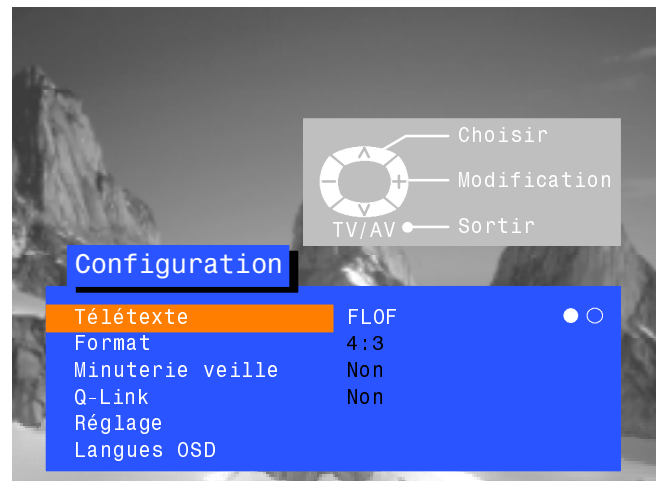 Choisir
Modification
TV/AV Sortir
Configuration
Télétexte FLOF
Format 4:3
Minuterie veille Non
Q-Link Non
Réglage
Langues OSD